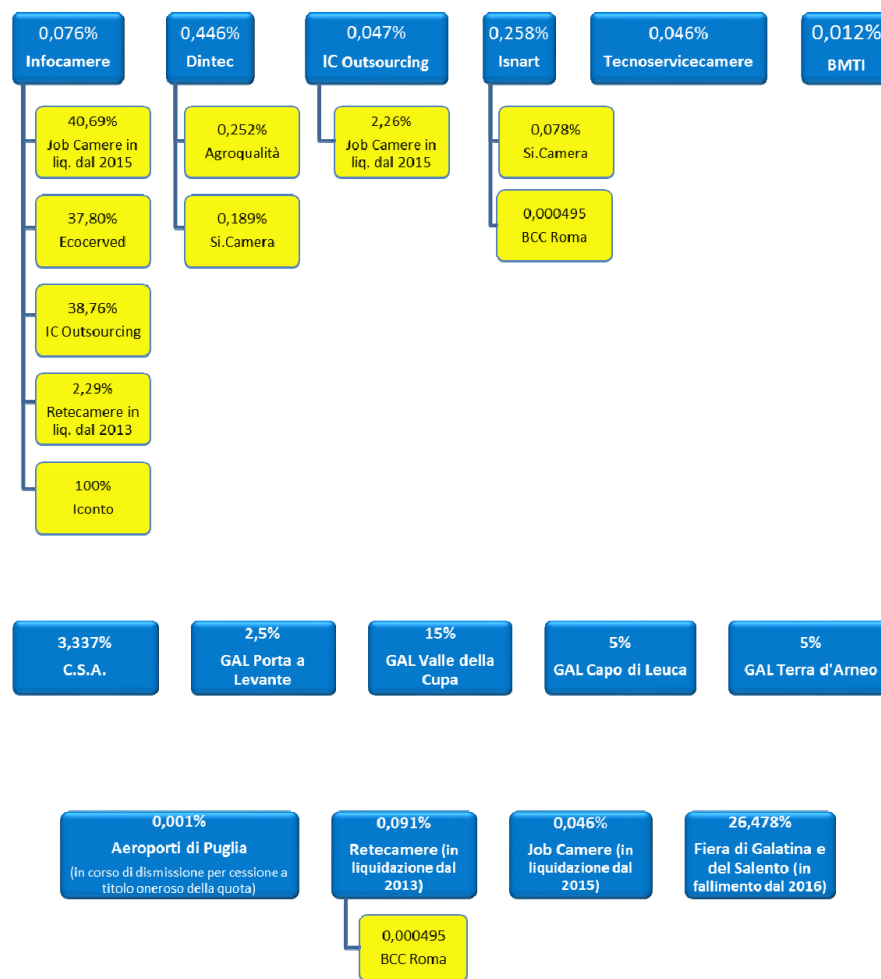 0,076%
Infocamere
0,446%
Dintec
0,047%
IC Outsourcing
0,258%
Isnart
0,046%
Tecnoservicecamere
0,012%
BMTI
40,69%
Job Camere in
liq. dal 2015
37,80%
Ecocerved
38,76%
IC Outsourcing
2,29%
Retecamere in
liq. dal 2013
100%
Iconto
0,252%
Agroqualità
0,189%
Si.Camera
2,26%
Job Camere in
liq. dal 2015
0,078%
Si.Camera
0,000495
BCC Roma
3,337%
C.S.A.
2,5%
GAL Porta a
Levante
15%
GAL Valle della
Cupa
5%
GAL Capo di Leuca
5%
GAL Terra d'Arneo
0,001%
Aeroporti di Puglia
(in corso di dismissione per cessione a
titolo oneroso della quota)
0,091%
Retecamere (in
liquidazione dal
2013)
0,000495
BCC Roma
0,046%
Job Camere (in
liquidazione dal
2015)
26,478%
Fiera di Galatina e
del Salento (in
fallimento dal 2016)